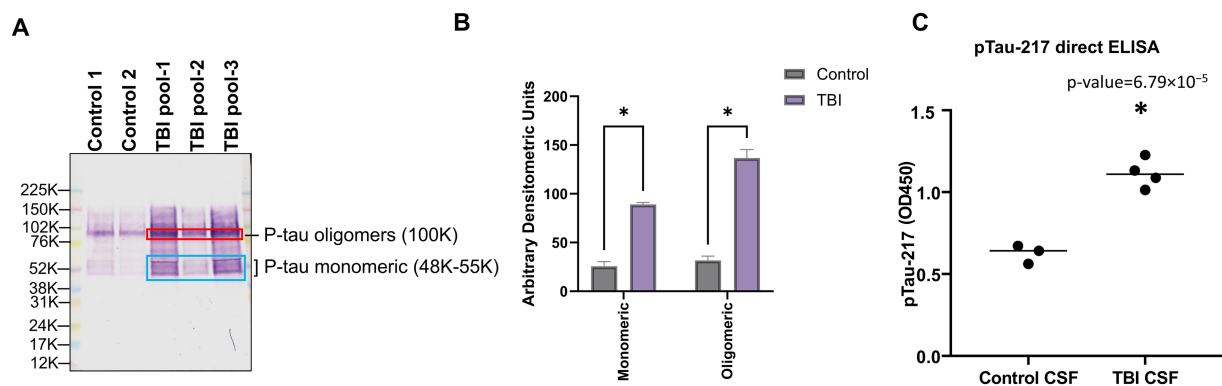 A
Control 1
Control 2
TBI pool-1
TBI pool-2
TBI pool-3
225K
150K
102K
76K
52K
38K
31K
24K
17K
12K
P-tau oligomers (100K)
P-tau monomeric (48K-55K)
B
Control
TBI
Arbitrary Densitometric Units
200
150
100
50
0
*
*
Monomeric
Oligomeric
C
pTau-217 direct ELISA
p-value=6.79×10⁻⁵
*
pTau-217 (OD450)
1.5
1.0
0.5
0.0
Control CSF
TBI CSF